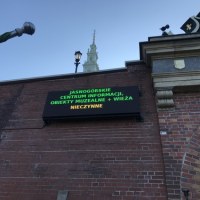 JASNOGÓRSKIE
CENTRUM INFORMACJI,
OBIEKTY MUZEALNE + WIEŻA
NIECZYNNE